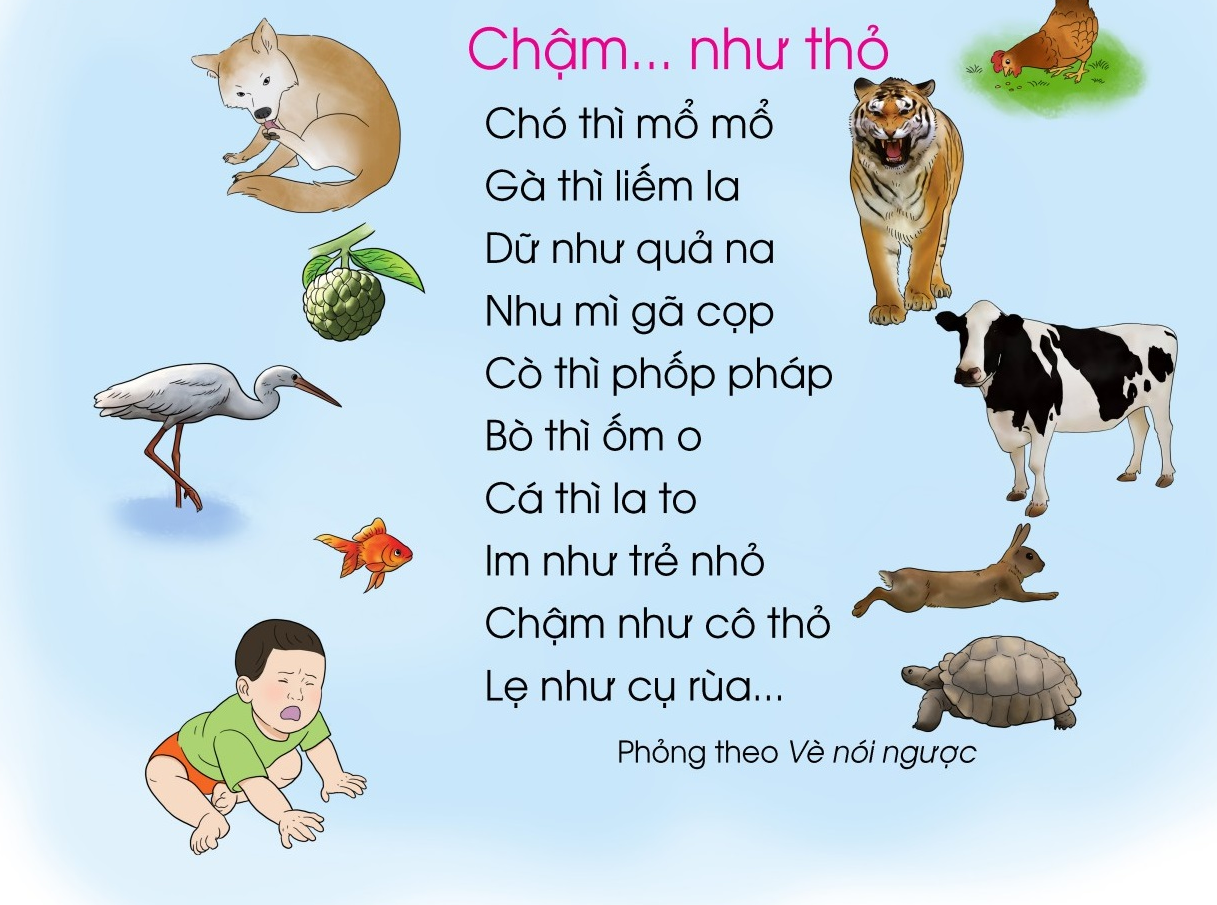 Chậm... như thỏ
Chó thì mổ mổ
Gà thì liếm la
Dữ như quả na
Nhu mì gã cọp
Cò thì phốp pháp
Bò thì ốm o
Cá thì la to
Im như trẻ nhỏ
Chậm như cô thỏ
Lẹ như cụ rùa...
Phỏng theo Vè nói ngược